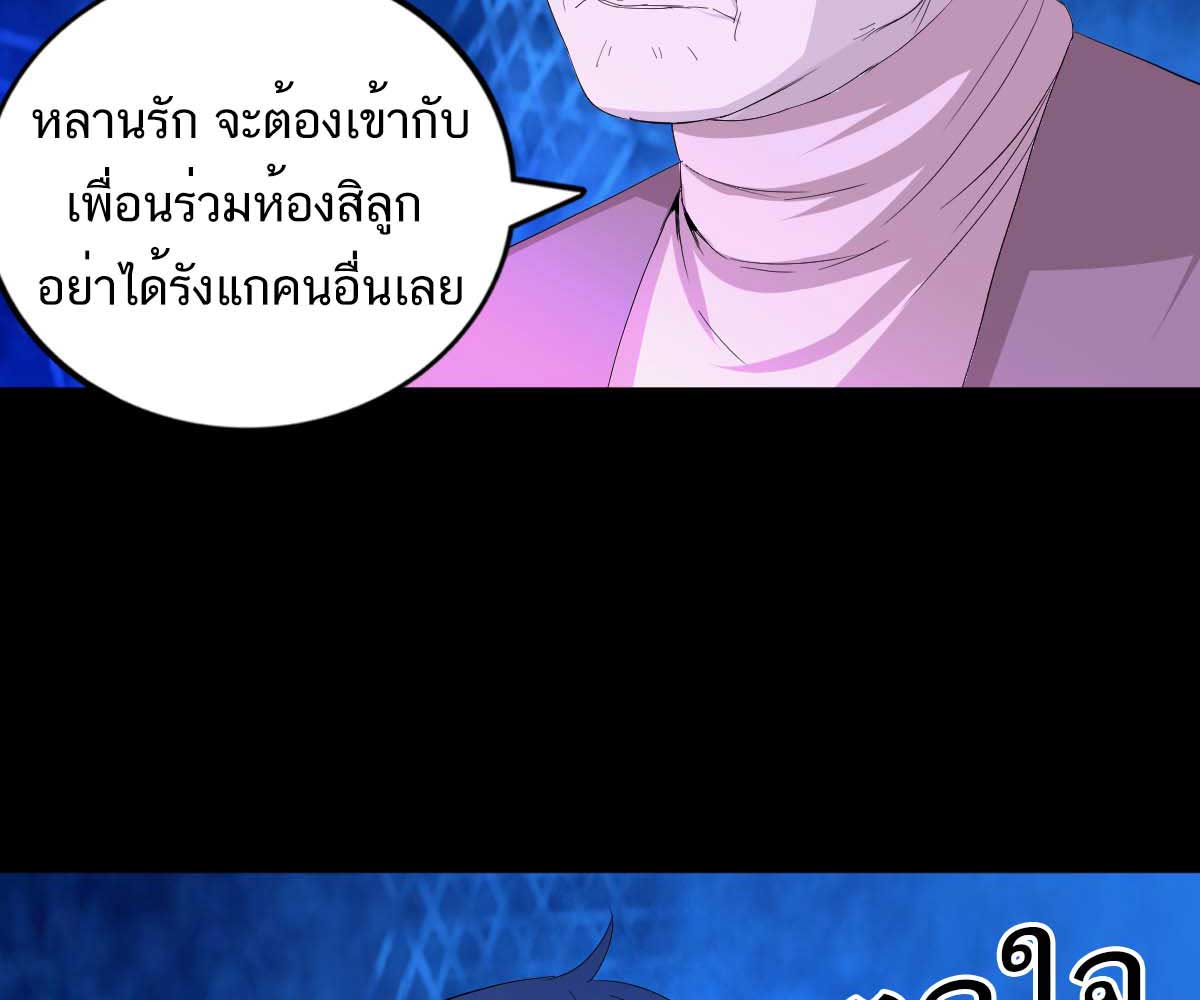 หลานรัก จะต้องเข้ากับ
เพื่อนร่วมห้องสิลูก
อย่าได้รังแกคนอื่นเลย